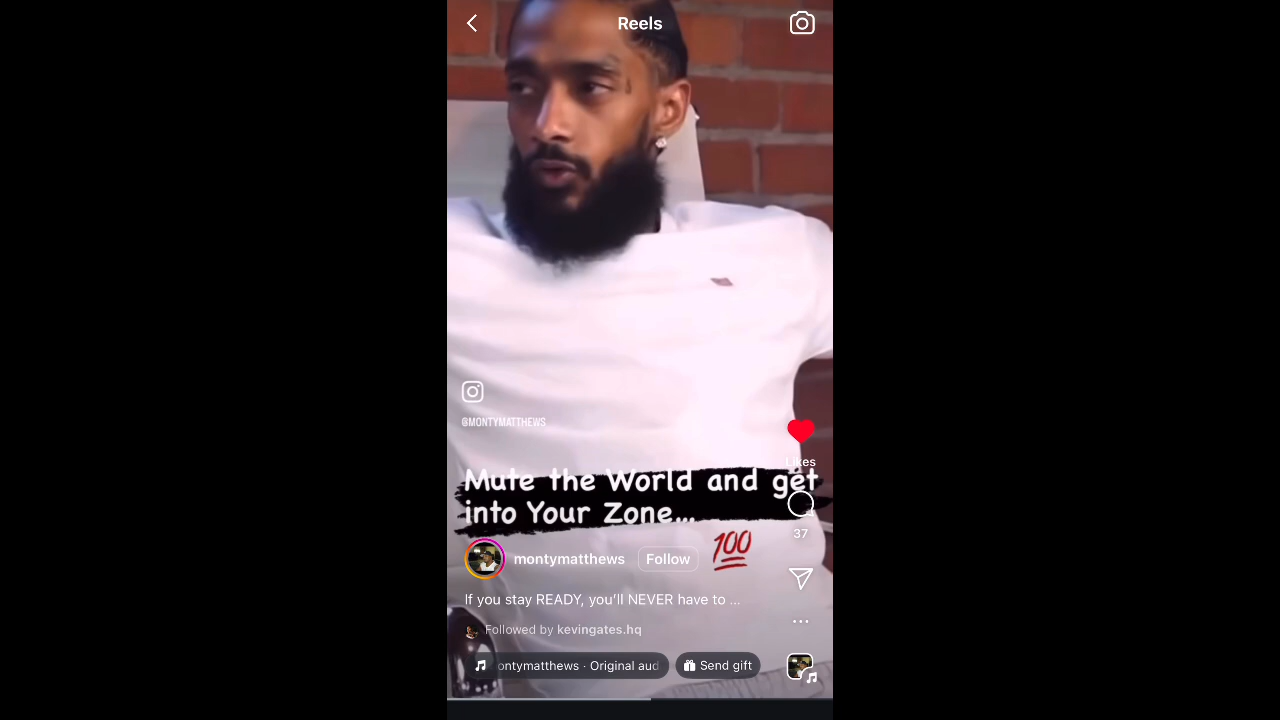 Reels
@MONTYMATTHEWS
Mute the World and get
into Your Zone...
💯
montymatthews Follow
If you stay READY, you'll NEVER have to ...
Followed by kevingates.hq
ontymatthews · Original aud
Send gift
Likes
37